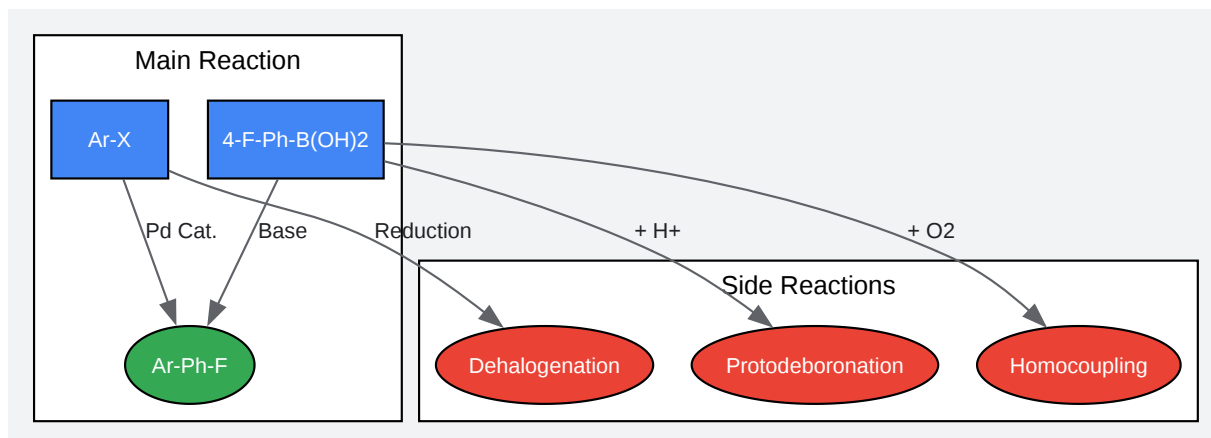 Main Reaction
Ar-X
4-F-Ph-B(OH)2
Pd Cat.
Base
Reduction
+ H+
+ O2
Side Reactions
Ar-Ph-F
Dehalogenation
Protodeboronation
Homocoupling